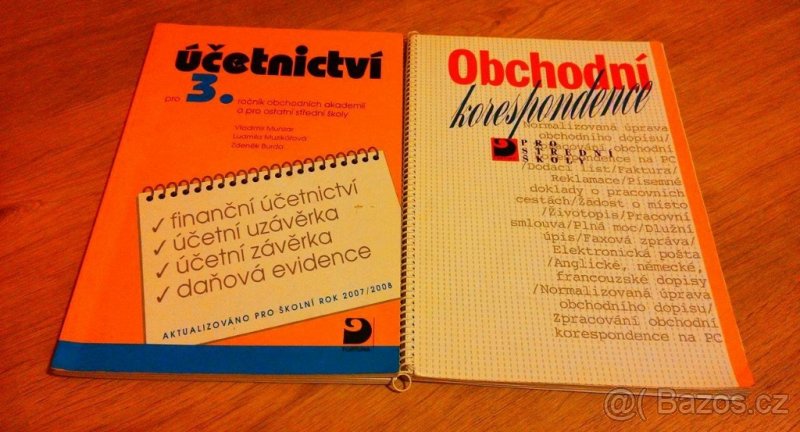 účetnictví
pro 3. ročník obchodních akademií
a pro ostatní střední školy
Vladimír Munzar
Ludmila Muzikářová
Zdeněk Burda
✓ finanční účetnictví
✓ účetní uzávěrka
✓ účetní závěrka
✓ daňová evidence
AKTUALIZOVÁNO PRO ŠKOLNÍ ROK 2007/2008
FORTUNA
Obchodní
korespondence
PRO
STŘEDNÍ
ŠKOLY
Normalizovaná úprava
obchodního dopisu/
Zpracování obchodní
korespondence na PC
/Dodací list/Faktura/
Reklamace/Písemné
doklady o pracovních
cestách/Žádost o místo
/Životopis/Pracovní
smlouva/Plná moc/Dlužní
úpis/Faxová zpráva/
Elektronická pošta
/Anglické, německé,
francouzské dopisy
/Normalizovaná úprava
obchodního dopisu/
Zpracování obchodní
korespondence na PC
@( Bazos.cz